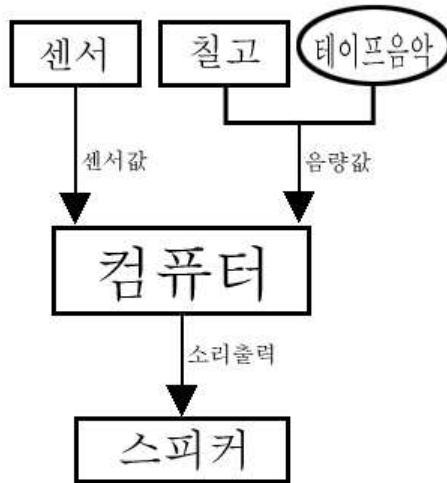 센서
칠고
테이프음악
센서값
음량값
컴퓨터
소리출력
스피커